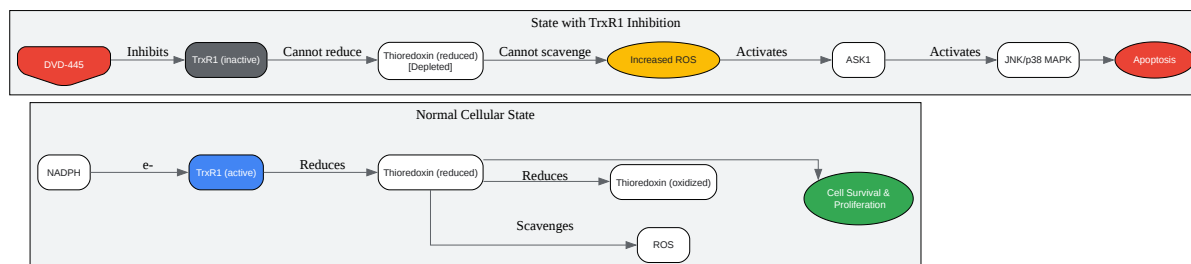 State with TrxR1 Inhibition
DVD-445
Inhibits
TrxR1 (inactive)
Cannot reduce
Thioredoxin (reduced)
[Depleted]
Cannot scavenge
Increased ROS
Activates
ASK1
Activates
JNK/p38 MAPK
Apoptosis
Normal Cellular State
NADPH
e-
TrxR1 (active)
Reduces
Thioredoxin (reduced)
Reduces
Thioredoxin (oxidized)
Cell Survival &
Proliferation
Scavenges
ROS